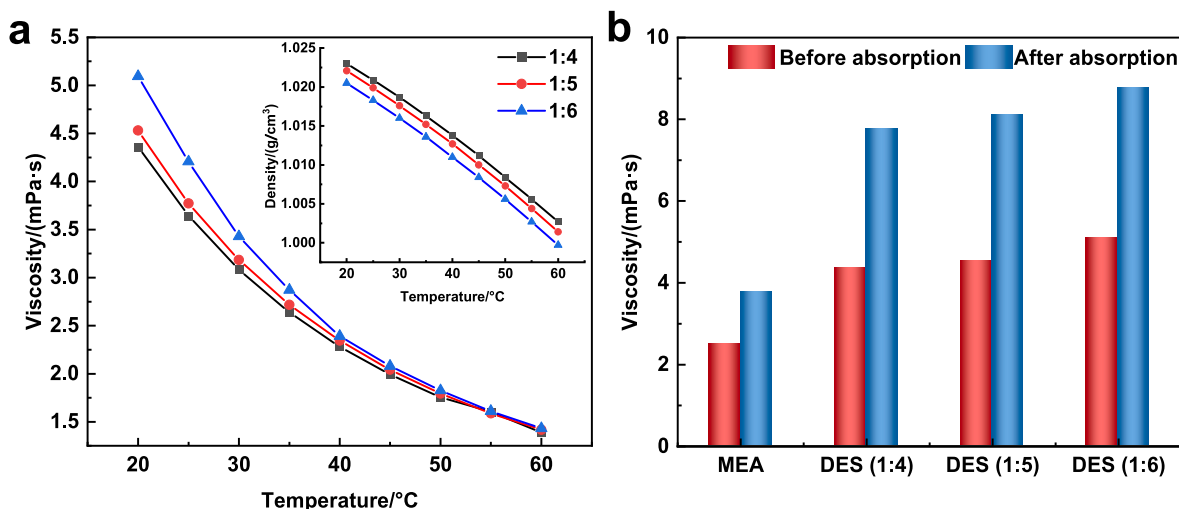 a
5.5
5.0
4.5
4.0
3.5
3.0
2.5
2.0
1.5
Viscosity/(mPa·s)
20
30
40
50
60
Temperature/°C
1.025
1.020
1.015
1.010
1.005
1.000
Density/(g/cm³)
20
30
40
50
60
Temperature/°C
1:4
1:5
1:6
b
10
8
6
4
2
0
Viscosity/(mPa·s)
Before absorption
After absorption
MEA
DES (1:4)
DES (1:5)
DES (1:6)